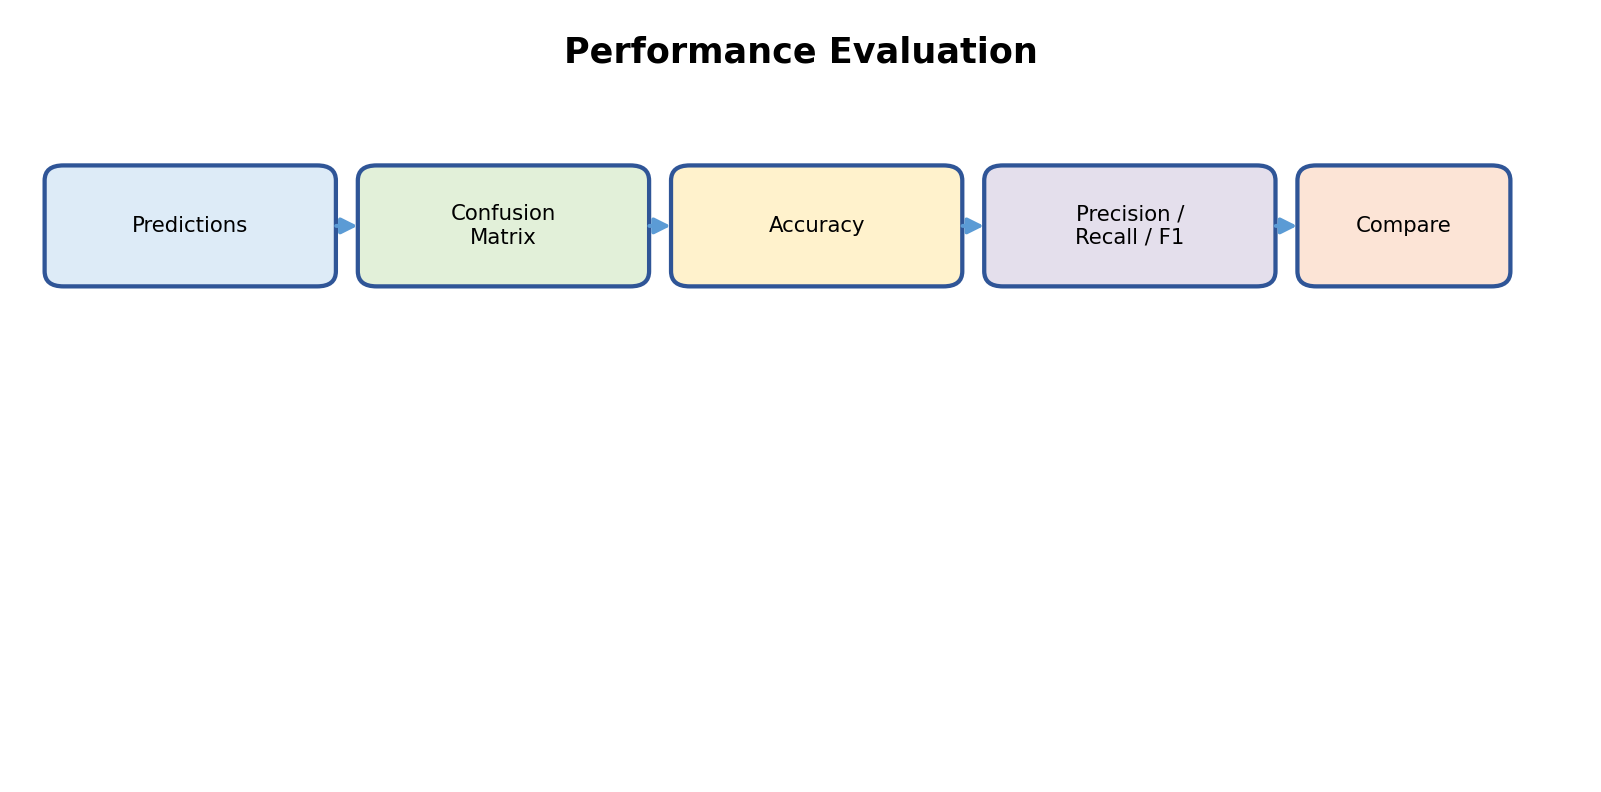 Performance Evaluation
Predictions
Confusion
Matrix
Accuracy
Precision /
Recall / F1
Compare